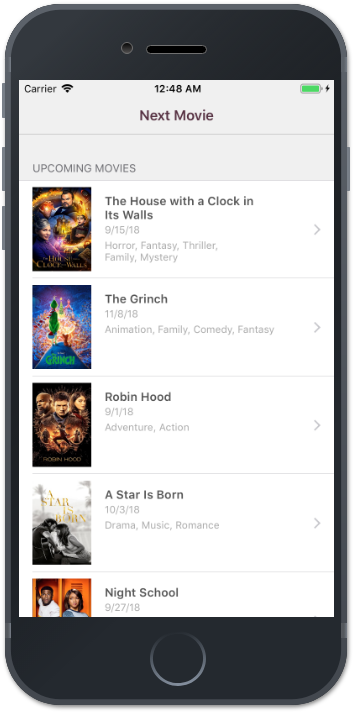 Carrier 12:48 AM
Next Movie
UPCOMING MOVIES
THE HOUSE
WITH A
CLOCK IN ITS WALLS
The House with a Clock in
Its Walls
9/15/18
Horror, Fantasy, Thriller,
Family, Mystery
GRINCH
The Grinch
11/8/18
Animation, Family, Comedy, Fantasy
ROBIN HOOD
Robin Hood
9/1/18
Adventure, Action
A
STAR
IS
BORN
A Star Is Born
10/3/18
Drama, Music, Romance
Night School
9/27/18